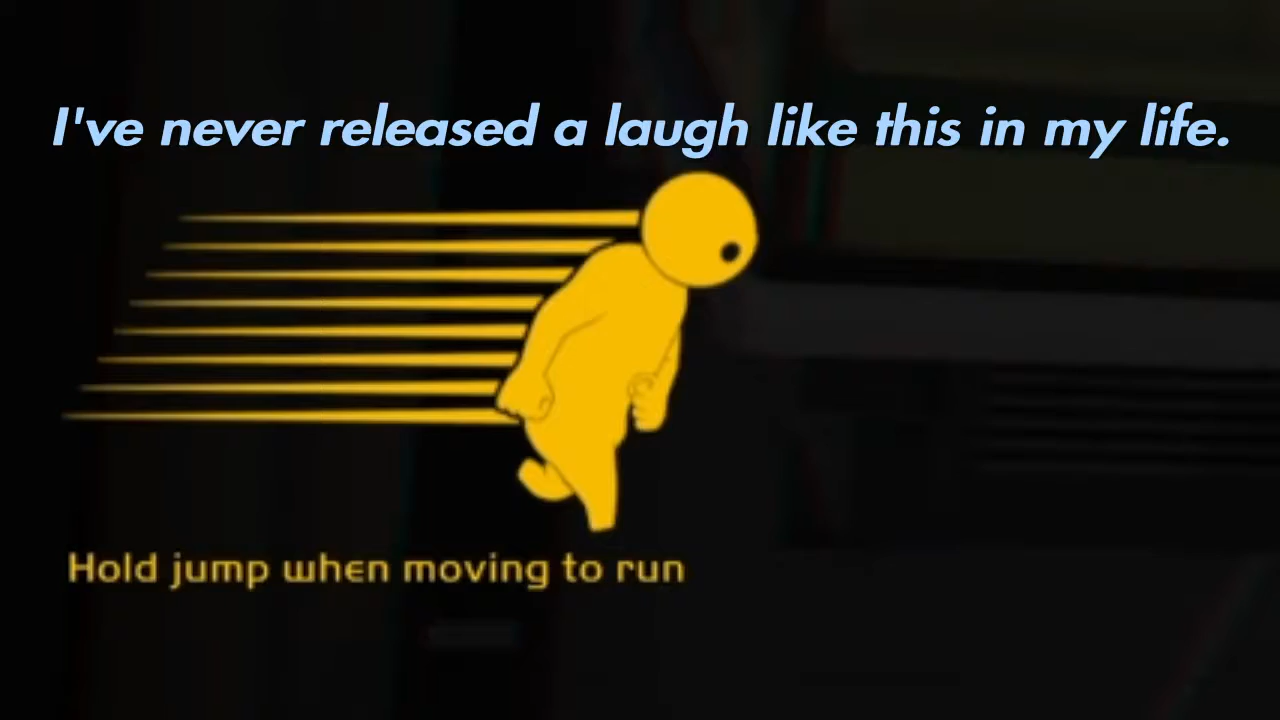 I've never released a laugh like this in my life.
Hold jump when moving to run